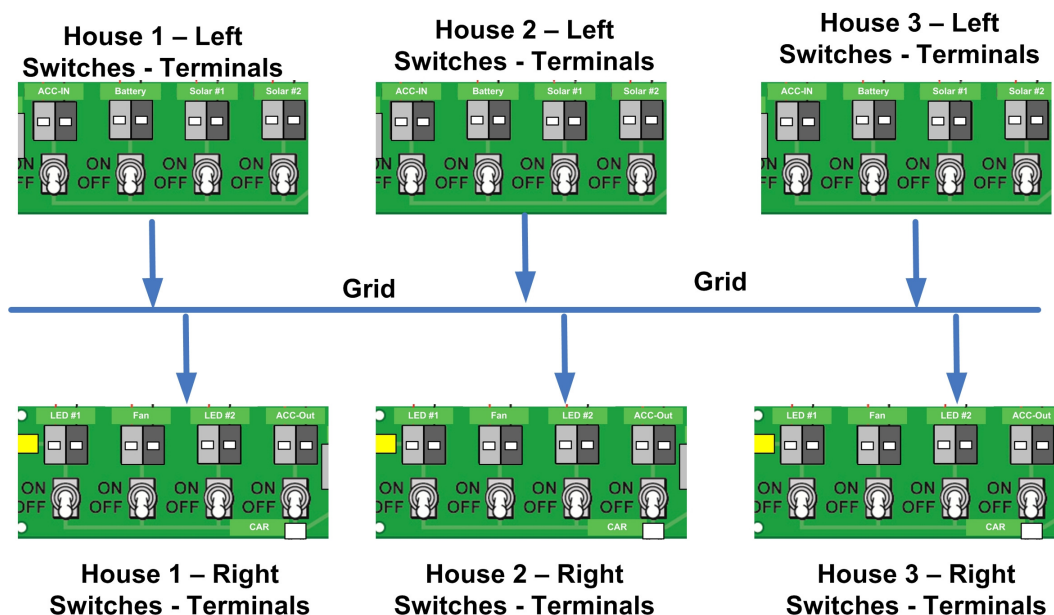 House 1 – Left
Switches - Terminals
House 2 – Left
Switches - Terminals
House 3 – Left
Switches - Terminals
ACC-IN Battery Solar #1 Solar #2
ACC-IN Battery Solar #1 Solar #2
ACC-IN Battery Solar #1 Solar #2
ON ON ON
OFF OFF OFF
ON ON ON
OFF OFF OFF
ON ON ON
OFF OFF OFF
Grid
Grid
LED #1 Fan LED #2 ACC-Out
LED #1 Fan LED #2 ACC-Out
LED #1 Fan LED #2 ACC-Out
ON ON ON ON
OFF OFF OFF OFF
CAR
ON ON ON ON
OFF OFF OFF OFF
CAR
ON ON ON ON
OFF OFF OFF OFF
CAR
House 1 – Right
Switches - Terminals
House 2 – Right
Switches - Terminals
House 3 – Right
Switches - Terminals